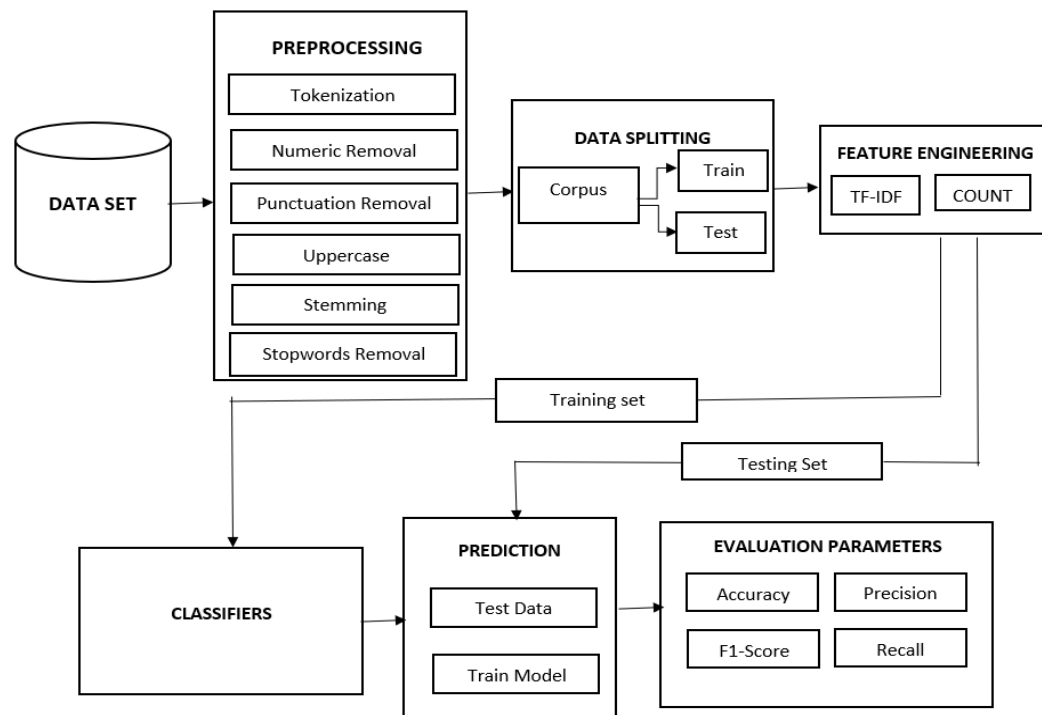 DATA SET
PREPROCESSING
Tokenization
Numeric Removal
Punctuation Removal
Uppercase
Stemming
Stopwords Removal
DATA SPLITTING
Corpus
Train
Test
FEATURE ENGINEERING
TF-IDF
COUNT
Training set
Testing Set
CLASSIFIERS
PREDICTION
Test Data
Train Model
EVALUATION PARAMETERS
Accuracy
Precision
F1-Score
Recall